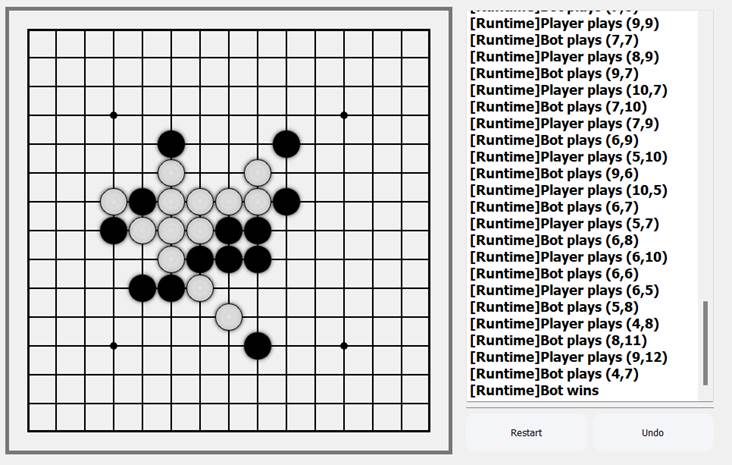 [Runtime]Player plays (9,9)
[Runtime]Bot plays (7,7)
[Runtime]Player plays (8,9)
[Runtime]Bot plays (9,7)
[Runtime]Player plays (10,7)
[Runtime]Bot plays (7,10)
[Runtime]Player plays (7,9)
[Runtime]Bot plays (6,9)
[Runtime]Player plays (5,10)
[Runtime]Bot plays (9,6)
[Runtime]Player plays (10,5)
[Runtime]Bot plays (6,7)
[Runtime]Player plays (5,7)
[Runtime]Bot plays (6,8)
[Runtime]Player plays (6,10)
[Runtime]Bot plays (6,6)
[Runtime]Player plays (6,5)
[Runtime]Bot plays (5,8)
[Runtime]Player plays (4,8)
[Runtime]Bot plays (8,11)
[Runtime]Player plays (9,12)
[Runtime]Bot plays (4,7)
[Runtime]Bot wins
Restart
Undo